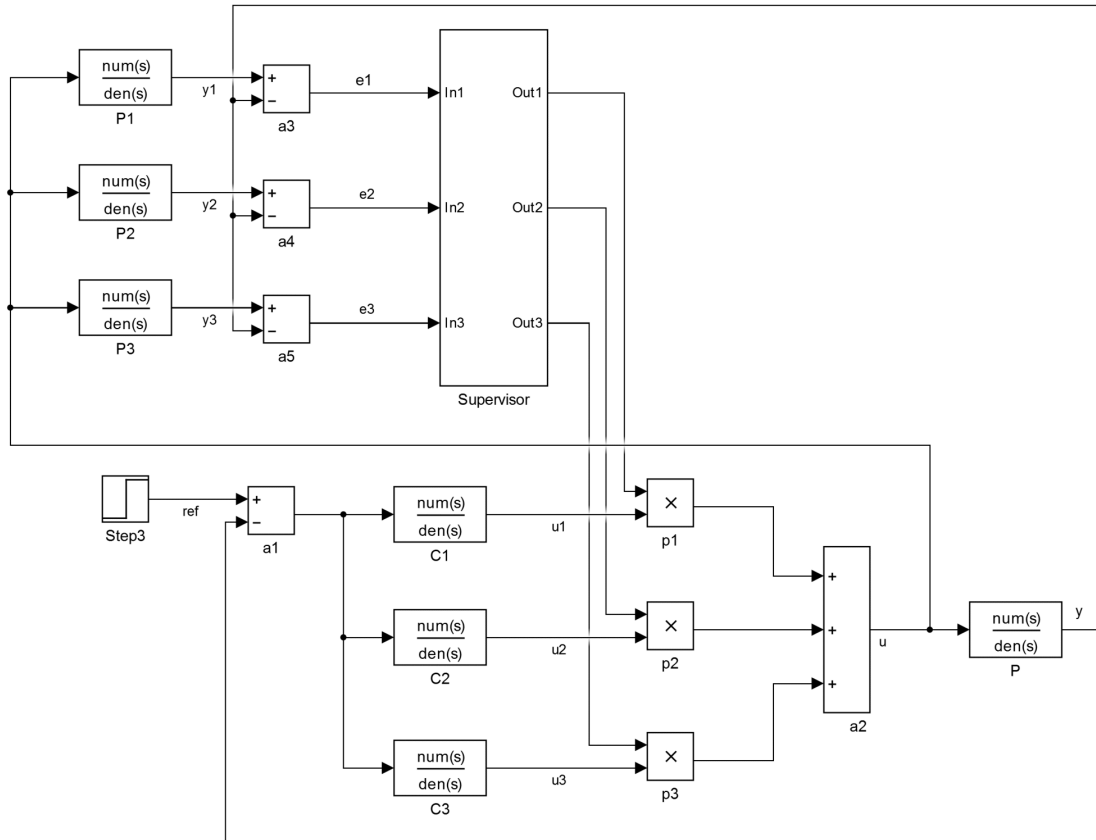 num(s)
den(s)
P1
y1
+
−
a3
e1
In1
Out1
num(s)
den(s)
P2
y2
+
−
a4
e2
In2
Out2
num(s)
den(s)
P3
y3
+
−
a5
e3
In3
Out3
Supervisor
Step3
ref
+
−
a1
num(s)
den(s)
C1
u1
×
p1
num(s)
den(s)
C2
u2
×
p2
num(s)
den(s)
C3
u3
×
p3
+
+
+
a2
u
num(s)
den(s)
P
y